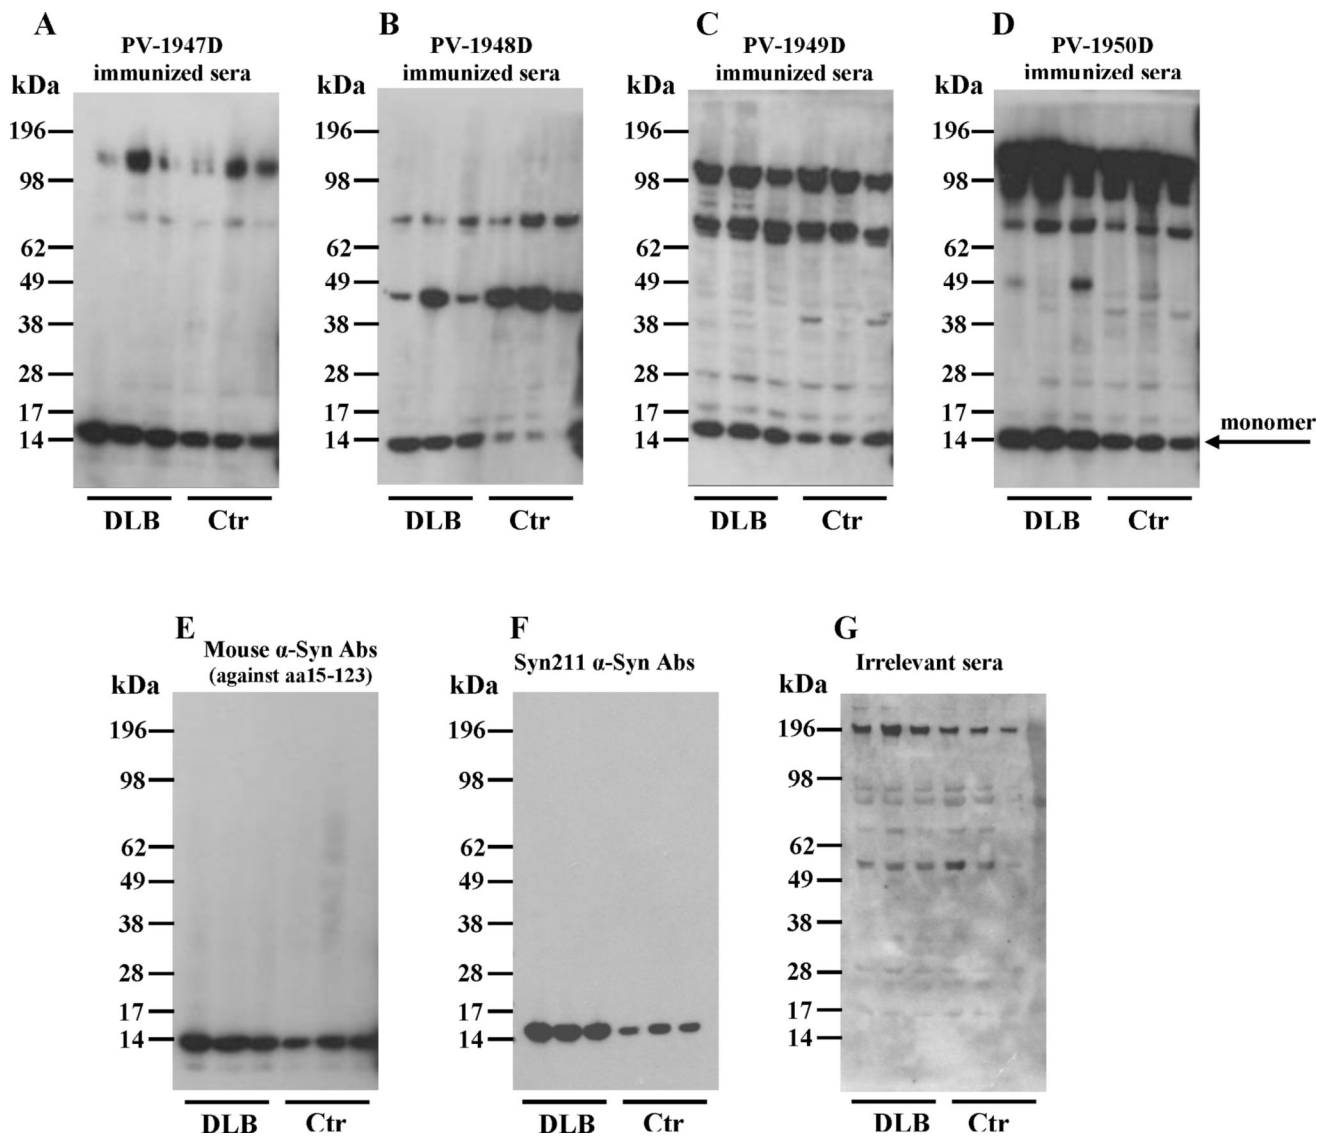 A
PV-1947D
immunized sera
kDa
196
98
62
49
38
28
17
14
DLB
Ctr
B
PV-1948D
immunized sera
kDa
196
98
62
49
38
28
17
14
DLB
Ctr
C
PV-1949D
immunized sera
kDa
196
98
62
49
38
28
17
14
DLB
Ctr
D
PV-1950D
immunized sera
kDa
196
98
62
49
38
28
17
14
monomer
DLB
Ctr
E
Mouse α-Syn Abs
(against aa15-123)
kDa
196
98
62
49
38
28
17
14
DLB
Ctr
F
Syn211 α-Syn Abs
kDa
196
98
62
49
38
28
17
14
DLB
Ctr
G
Irrelevant sera
kDa
196
98
62
49
38
28
17
14
DLB
Ctr